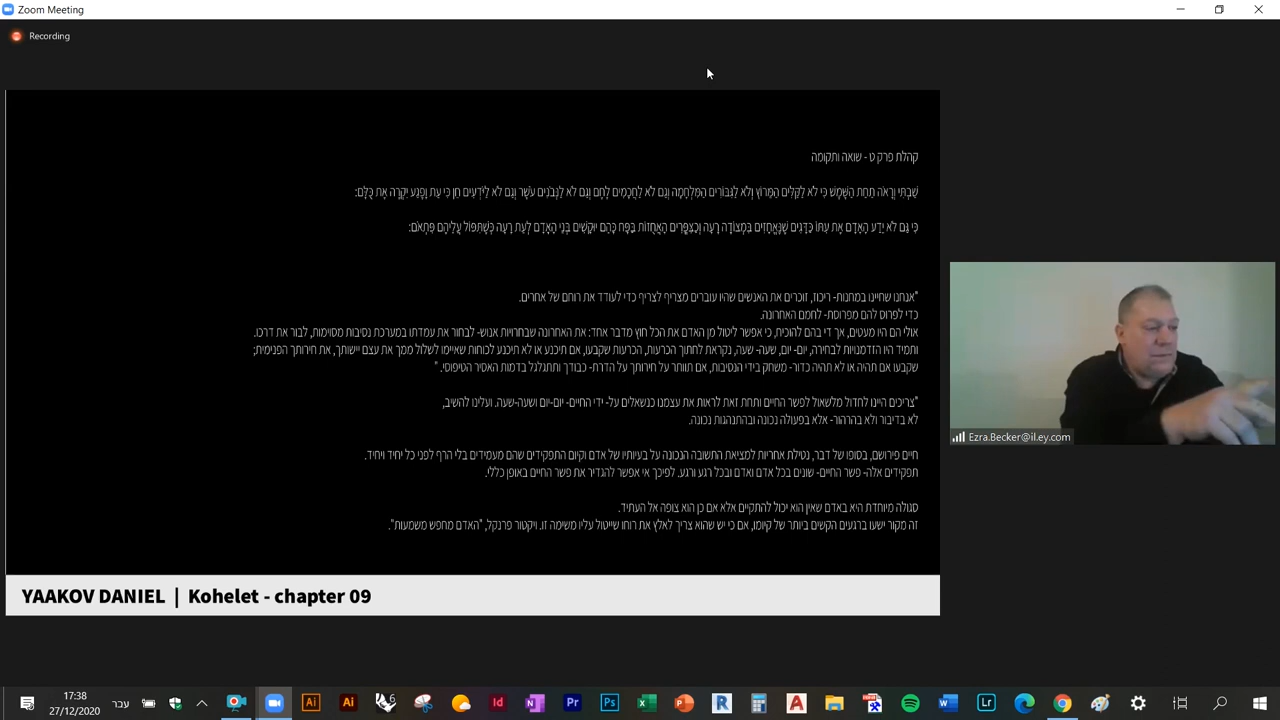 Zoom Meeting
Recording
קהלת פרק ט - שואה ותקומה
שַׁבְתִּי וְרָאֹה תַחַת הַשֶּׁמֶשׁ כִּי לֹא לַקַּלִּים הַמֵּרוֹץ וְלֹא לַגִּבּוֹרִים הַמִּלְחָמָה וְגַם לֹא לַחֲכָמִים לֶחֶם וְגַם לֹא לַנְּבֹנִים עֹשֶׁר וְגַם לֹא לַיֹּדְעִים חֵן כִּי עֵת וָפֶגַע יִקְרֶה אֶת כֻּלָּם:
כִּי גַּם לֹא יֵדַע הָאָדָם אֶת עִתּוֹ כַּדָּגִים שֶׁנֶּאֱחָזִים בִּמְצוֹדָה רָעָה וְכַצִּפֳּרִים הָאֲחֻזוֹת בַּפָּח כָּהֵם יוּקָשִׁים בְּנֵי הָאָדָם לְעֵת רָעָה כְּשֶׁתִּפּוֹל עֲלֵיהֶם פִּתְאֹם:
"אנחנו שחיינו במחנות- ריכוז, זוכרים את האנשים שהיו עוברים מצריף לצריף כדי לעודד את רוחם של אחרים.
כדי לפרוס להם מפרוסת- לחמם האחרונה.
אולי הם היו מעטים, אך די בהם להוכיח, כי אפשר ליטול מן האדם את הכל חוץ מדבר אחד: את האחרונה שבחרויות אנוש- לבחור את עמדתו במערכת נסיבות מסוימות, לבור את דרכו.
ותמיד היו הזדמנויות לבחירה, יום- יום, שעה- שעה, נקראת לחתוך הכרעות, הכרעות שקבעו, אם תיכנע או לא תיכנע לכוחות שאיימו לשלול ממך את עצם יישותך, את חירותך הפנימית;
שקבעו אם תהיה או לא תהיה כדור- משחק בידי הנסיבות, אם תוותר על חירותך על הדרת- כבודך ותתגלגל בדמות האסיר הטיפוסי. "
"צריכים היינו לחדול מלשאול לפשר החיים ותחת זאת לראות את עצמנו כנשאלים על- ידי החיים- יום-יום ושעה-שעה. ועלינו להשיב,
לא בדיבור ולא בהרהור- אלא בפעולה נכונה ובהתנהגות נכונה.
חיים פירושם, בסופו של דבר, נטילת אחריות למציאת התשובה הנכונה על בעיותיו של אדם וקיום התפקידים שהם מעמידים בלי הרף לפני כל יחיד ויחיד.
תפקידים אלה- פשר החיים- שונים בכל אדם ואדם ובכל רגע ורגע. לפיכך אי אפשר להגדיר את פשר החיים באופן כללי.
סגולה מיוחדת היא באדם שאין הוא יכול להתקיים אלא אם כן הוא צופה אל העתיד.
זה מקור ישעו ברגעים הקשים ביותר של קיומו, אם כי יש שהוא צריך לאלץ את רוחו שייטול עליו משימה זו. ויקטור פרנקל, "האדם מחפש משמעות".
Ezra.Becker@il.ey.com
YAAKOV DANIEL | Kohelet - chapter 09
17:38
27/12/2020
עבר